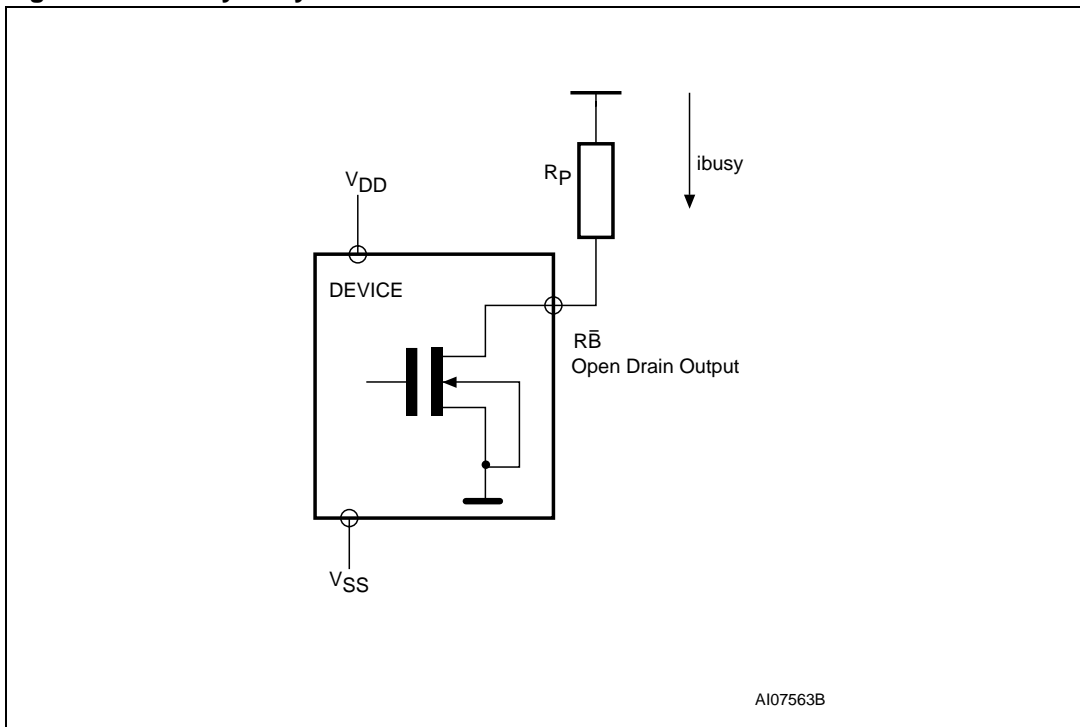 RP
ibusy
VDD
DEVICE
RB̅
Open Drain Output
VSS
AI07563B